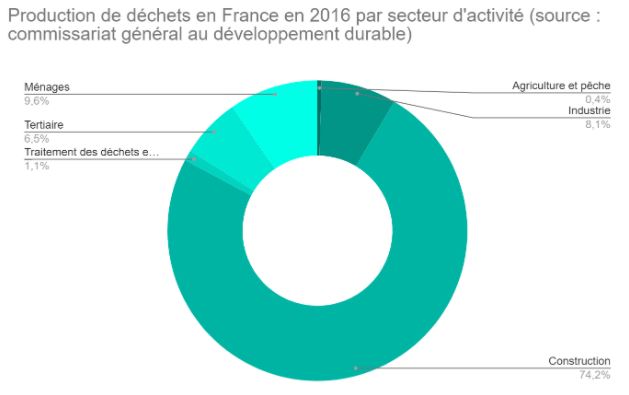 Production de déchets en France en 2016 par secteur d'activité (source :
commissariat général au développement durable)
Ménages
9,6%
Tertiaire
6,5%
Traitement des déchets e…
1,1%
Agriculture et pêche
0,4%
Industrie
8,1%
Construction
74,2%